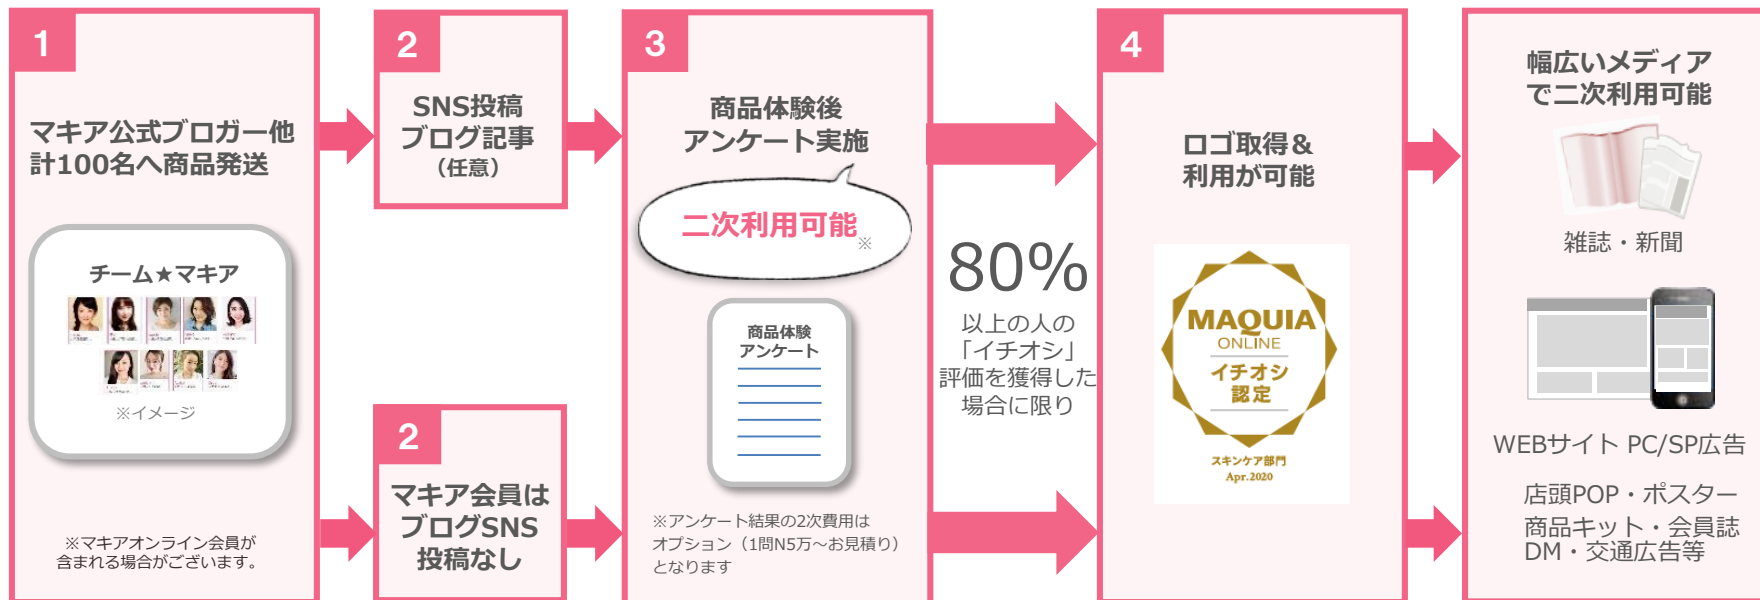 1
マキア公式ブロガー他
計100名へ商品発送
チーム★マキア
※イメージ
※マキアオンライン会員が
含まれる場合がございます。
2
SNS投稿
ブログ記事
（任意）
2
マキア会員は
ブログSNS
投稿なし
3
商品体験後
アンケート実施
二次利用可能
※
商品体験
アンケート
※アンケート結果の2次費用は
オプション（1問N5万～お見積り）
となります
80%
以上の人の
「イチオシ」
評価を獲得した
場合に限り
4
ロゴ取得＆
利用が可能
MAQUIA
ONLINE
イチオシ
認定
スキンケア部門
Apr.2020
幅広いメディア
で二次利用可能
雑誌・新聞
WEBサイト PC/SP広告
店頭POP・ポスター
商品キット・会員誌
DM・交通広告等